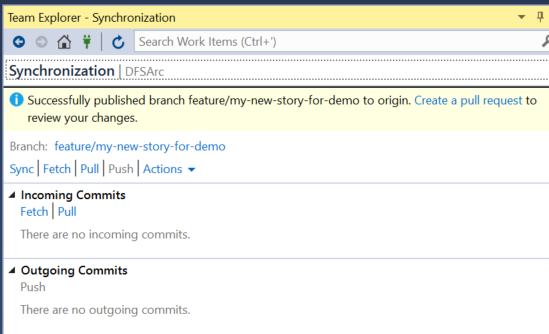 Team Explorer - Synchronization
Search Work Items (Ctrl+')
Synchronization | DFSArc
Successfully published branch feature/my-new-story-for-demo to origin. Create a pull request to
review your changes.
Branch: feature/my-new-story-for-demo
Sync | Fetch | Pull | Push | Actions
Incoming Commits
Fetch | Pull
There are no incoming commits.
Outgoing Commits
Push
There are no outgoing commits.